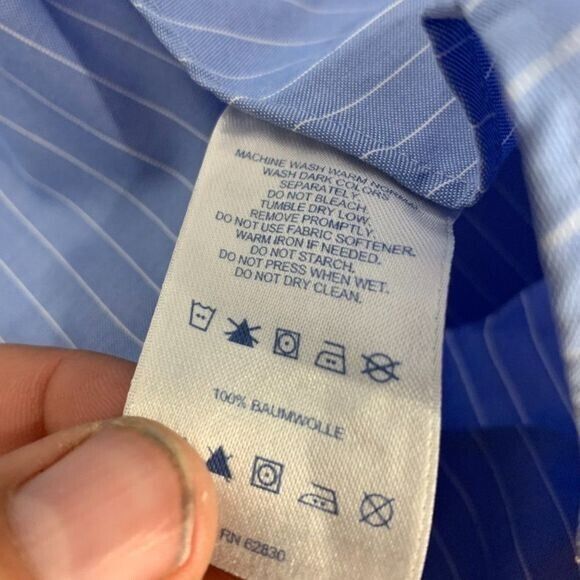 MACHINE WASH WARM NORMAL
WASH DARK COLORS
SEPARATELY.
DO NOT BLEACH.
TUMBLE DRY LOW.
REMOVE PROMPTLY.
DO NOT USE FABRIC SOFTENER.
WARM IRON IF NEEDED.
DO NOT STARCH.
DO NOT PRESS WHEN WET.
DO NOT DRY CLEAN.
100% BAUMWOLLE
RN 62830